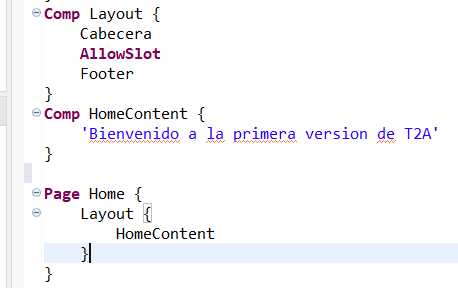 Comp Layout {
Cabecera
AllowSlot
Footer
}
Comp HomeContent {
'Bienvenido a la primera version de T2A'
}
Page Home {
Layout {
HomeContent
}
}